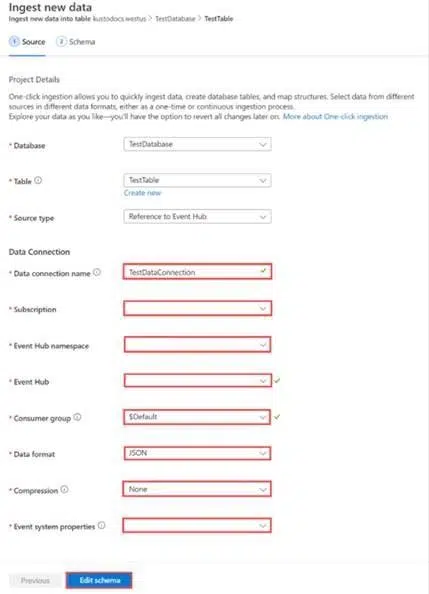 Ingest new data
Ingest new data into table kustodocs.westus > TestDatabase > TestTable
1 Source 2 Schema
Project Details
One-click ingestion allows you to quickly ingest data, create database tables, and map structures. Select data from different
sources in different data formats, either as a one-time or continuous ingestion process.
Explore your data as you like—you'll have the option to revert all changes later on. More about One-click ingestion
* Database TestDatabase
* Table TestTable
Create new
* Source type Reference to Event Hub
Data Connection
* Data connection name TestDataConnection
* Subscription
* Event Hub namespace
* Event Hub
* Consumer group $Default
* Data format JSON
* Compression None
* Event system properties
Previous Edit schema